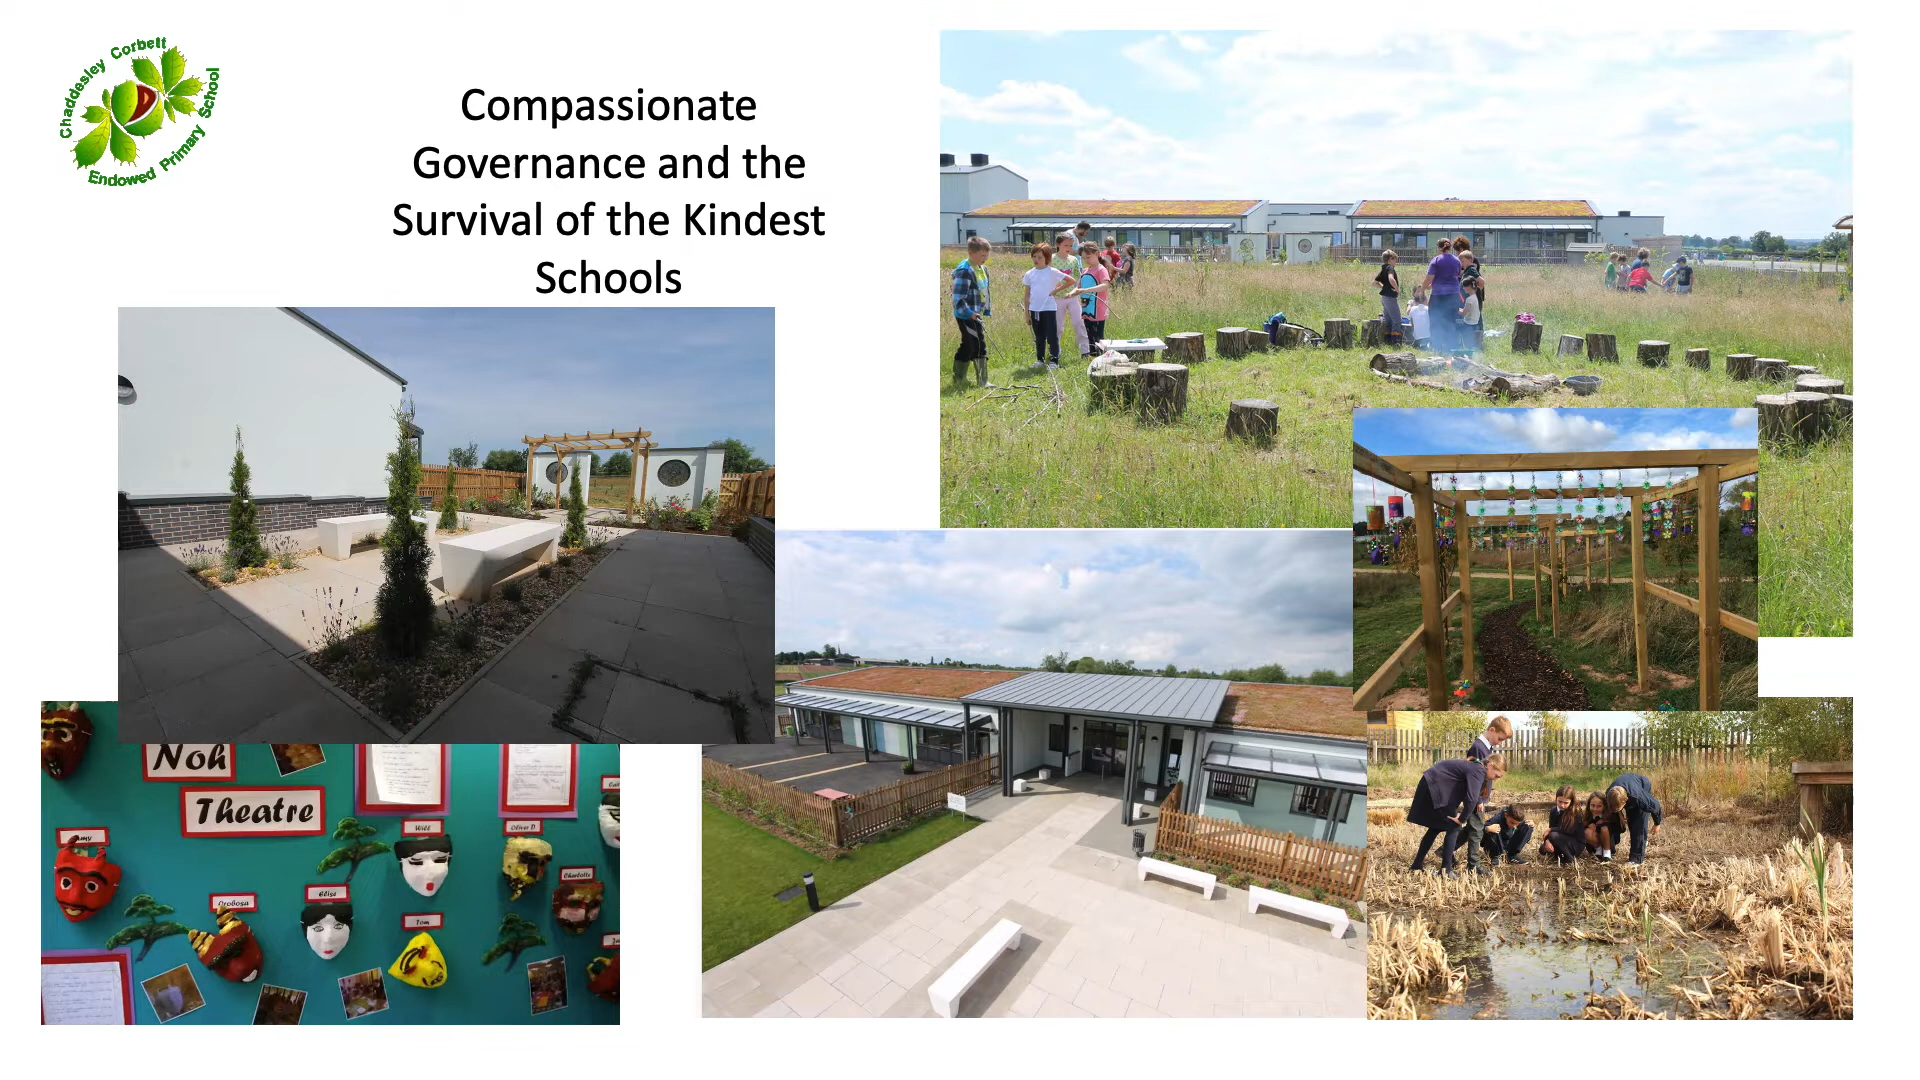 Chaddesley Corbett
Endowed Primary School
Compassionate
Governance and the
Survival of the Kindest
Schools
Noh
Theatre
Will
Oliver D
Charlotte
Elise
Tom